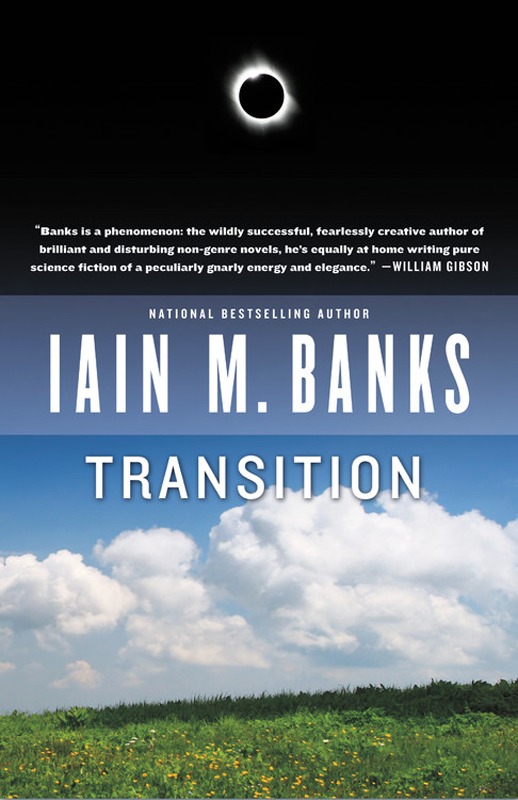 “Banks is a phenomenon: the wildly successful, fearlessly creative author of
brilliant and disturbing non-genre novels, he’s equally at home writing pure
science fiction of a peculiarly gnarly energy and elegance.” —WILLIAM GIBSON
NATIONAL BESTSELLING AUTHOR
IAIN M. BANKS
TRANSITION